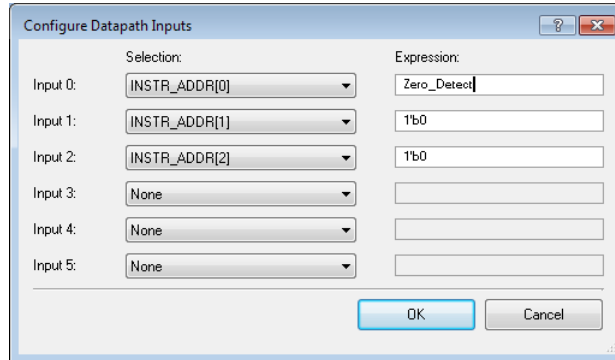 Configure Datapath Inputs
Selection: Expression:
Input 0: INSTR_ADDR[0] Zero_Detect
Input 1: INSTR_ADDR[1] 1'b0
Input 2: INSTR_ADDR[2] 1'b0
Input 3: None
Input 4: None
Input 5: None
OK Cancel